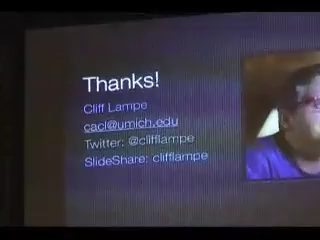 Thanks!
Cliff Lampe
cacl@umich.edu
Twitter: @clifflampe
SlideShare: clifflampe